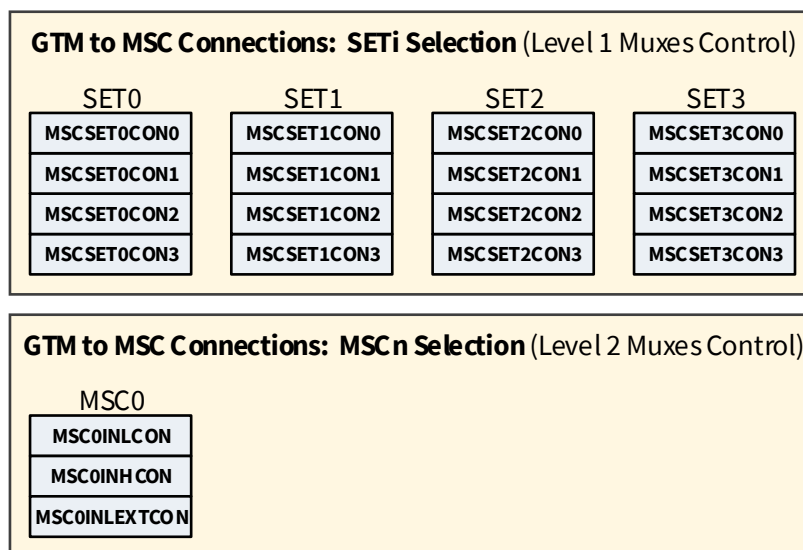 GTM to MSC Connections: SETi Selection (Level 1 Muxes Control)
SET0 SET1 SET2 SET3
MSCSET0CON0 MSCSET1CON0 MSCSET2CON0 MSCSET3CON0
MSCSET0CON1 MSCSET1CON1 MSCSET2CON1 MSCSET3CON1
MSCSET0CON2 MSCSET1CON2 MSCSET2CON2 MSCSET3CON2
MSCSET0CON3 MSCSET1CON3 MSCSET2CON3 MSCSET3CON3
GTM to MSC Connections: MSCn Selection (Level 2 Muxes Control)
MSC0
MSC0INLCON
MSC0INHCON
MSC0INLEXTCON